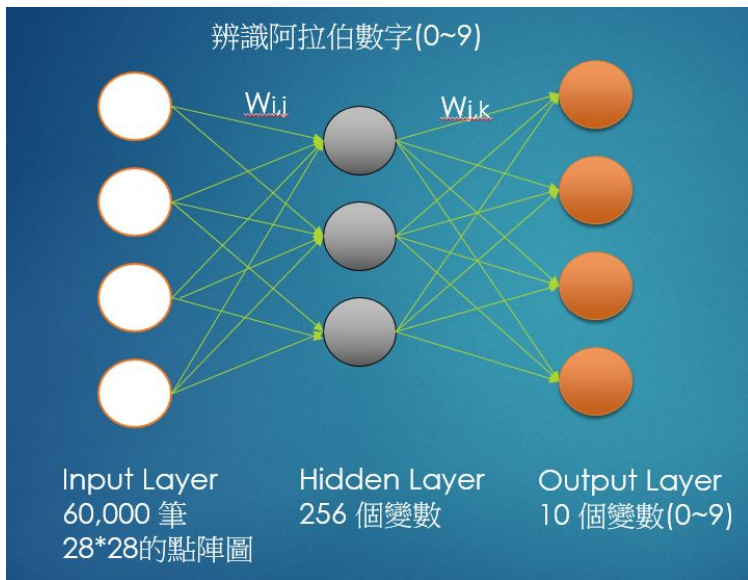 辨識阿拉伯數字(0~9)
Wi,j
Wj,k
Input Layer
60,000 筆
28*28的點陣圖
Hidden Layer
256 個變數
Output Layer
10 個變數(0~9)